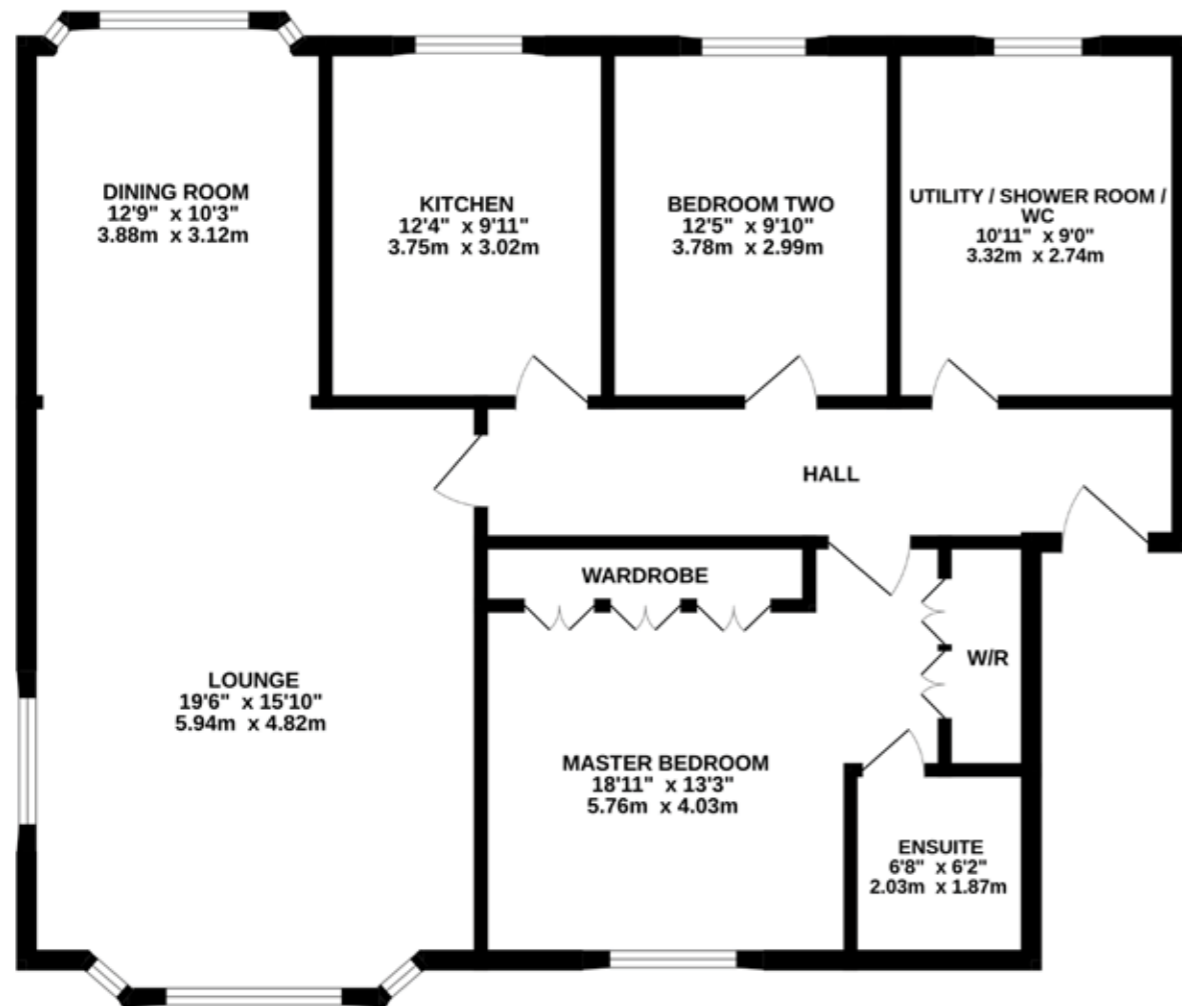 DINING ROOM
12'9" x 10'3"
3.88m x 3.12m
KITCHEN
12'4" x 9'11"
3.75m x 3.02m
BEDROOM TWO
12'5" x 9'10"
3.78m x 2.99m
UTILITY / SHOWER ROOM /
WC
10'11" x 9'0"
3.32m x 2.74m
HALL
WARDROBE
W/R
LOUNGE
19'6" x 15'10"
5.94m x 4.82m
MASTER BEDROOM
18'11" x 13'3"
5.76m x 4.03m
ENSUITE
6'8" x 6'2"
2.03m x 1.87m